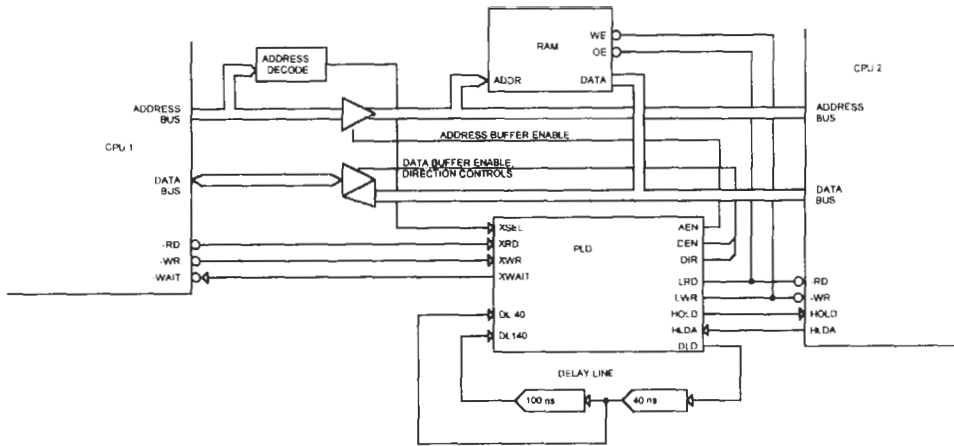 RAM
WE
OE
ADDR
DATA
ADDRESS
DECODE
CPU 1
CPU 2
ADDRESS
BUS
ADDRESS
BUS
ADDRESS BUFFER ENABLE
DATA BUFFER ENABLE,
DIRECTION CONTROLS
DATA
BUS
DATA
BUS
-RD
-WR
-WAIT
XSEL
XRD
XWR
XWAIT
DL40
DL140
PLD
AEN
DEN
DIR
LRD
LWR
HOLD
HLDA
DLD
-RD
-WR
HOLD
HLDA
DELAY LINE
100 ns
40 ns